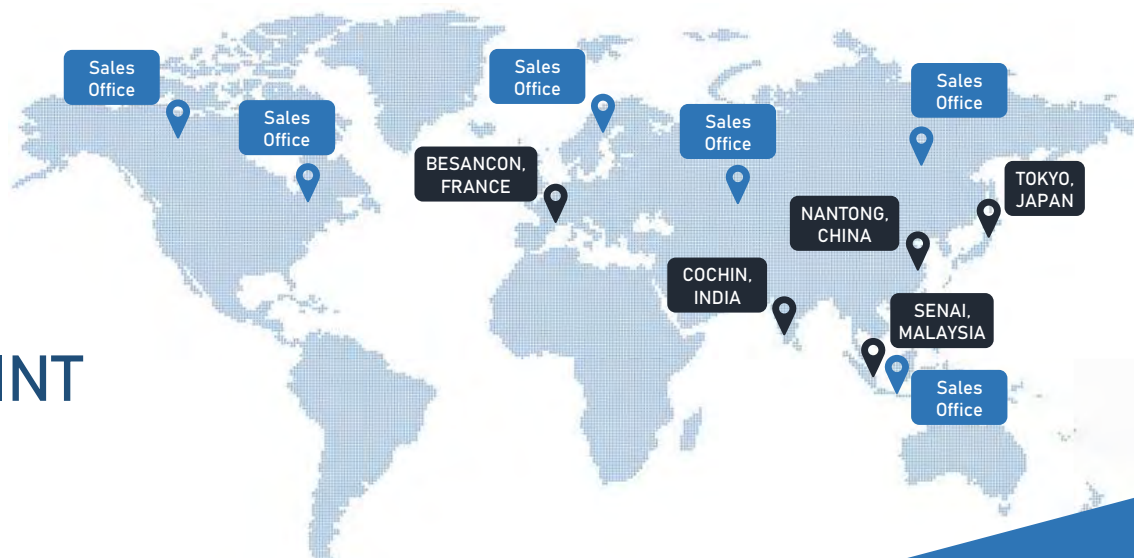 Sales
Office
Sales
Office
Sales
Office
Sales
Office
Sales
Office
BESANCON,
FRANCE
TOKYO,
JAPAN
NANTONG,
CHINA
COCHIN,
INDIA
SENAI,
MALAYSIA
INT
Sales
Office